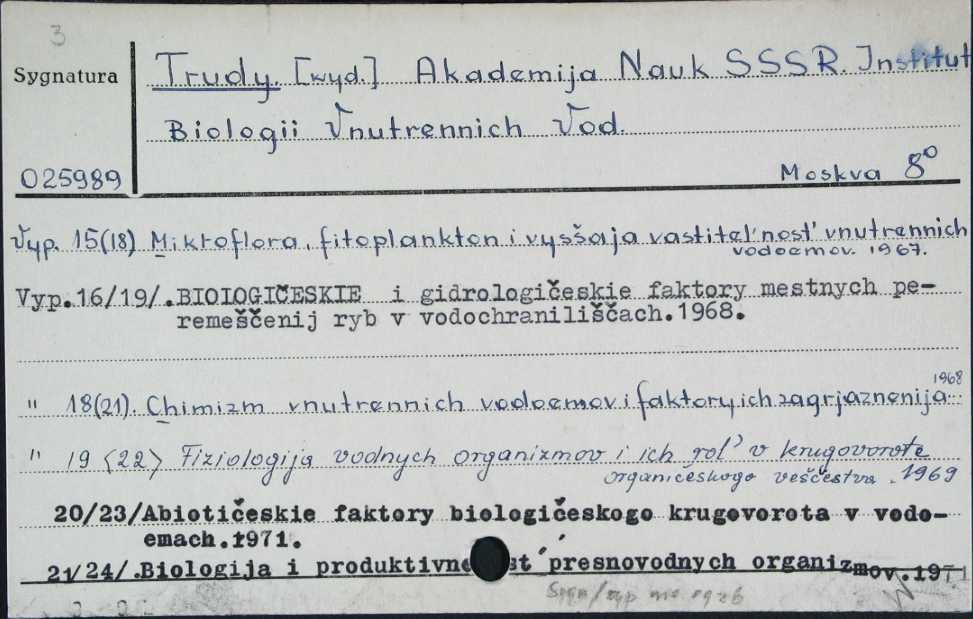 3
Sygnatura
Trudy. [wyd.] Akademija Nauk SSSR. Institut
Biologii Vnutrennich Vod.
025989
Moskva 8°
Vyp. 15(18) Mikroflora, fitoplankton i vysšaja rastitel'nost' vnutrennich
vodoemov. 1967.
Vyp.16/19/.BIOlOGIČESKIE i gidrologičeskie faktory mestnych pe-
remeščenij ryb v vodochraniliščach.1968.
" 18(21). Chimizm vnutrennich vodoemov i faktory ich zagrjaznenija
1968
" 19 (22) Fiziologija vodnych organizmov i ich rol' v krugovorote
organičeskogo veščestva. 1969
20/23/Abiotičeskie faktory biologičeskogo krugovorota v vodo-
emach.1971.
21/24/.Biologija i produktivno st' presnovodnych organizmov.1971